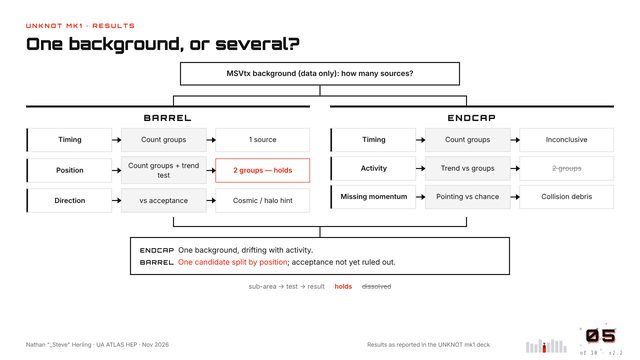 UNKNOT MK1 · RESULTS
One background, or several?
MSVtx background (data only): how many sources?
BARREL
Timing
Count groups
1 source
Position
Count groups + trend
test
2 groups — holds
Direction
vs acceptance
Cosmic / halo hint
ENDCAP
Timing
Count groups
Inconclusive
Activity
Trend vs groups
2 groups
Missing momentum
Pointing vs chance
Collision debris
ENDCAP One background, drifting with activity.
BARREL One candidate split by position; acceptance not yet ruled out.
sub-area → test → result holds dissolved
Nathan "_Steve" Herling · UA ATLAS HEP · Nov 2026
Results as reported in the UNKNOT mk1 deck
05